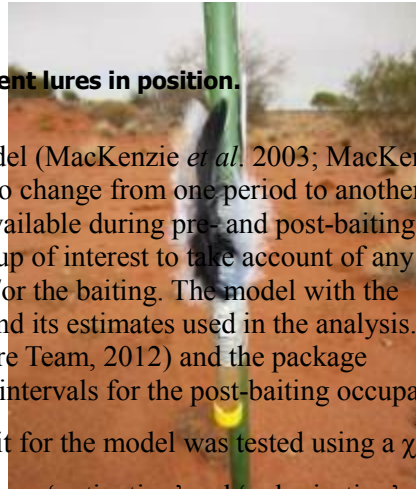 ent lures in position.
del (MacKenzie et al. 2003; MacKen
o change from one period to another
vailable during pre- and post-baiting
up of interest to take account of any
for the baiting. The model with the
nd its estimates used in the analysis.
re Team, 2012) and the package
intervals for the post-baiting occupa
it for the model was tested using a χ